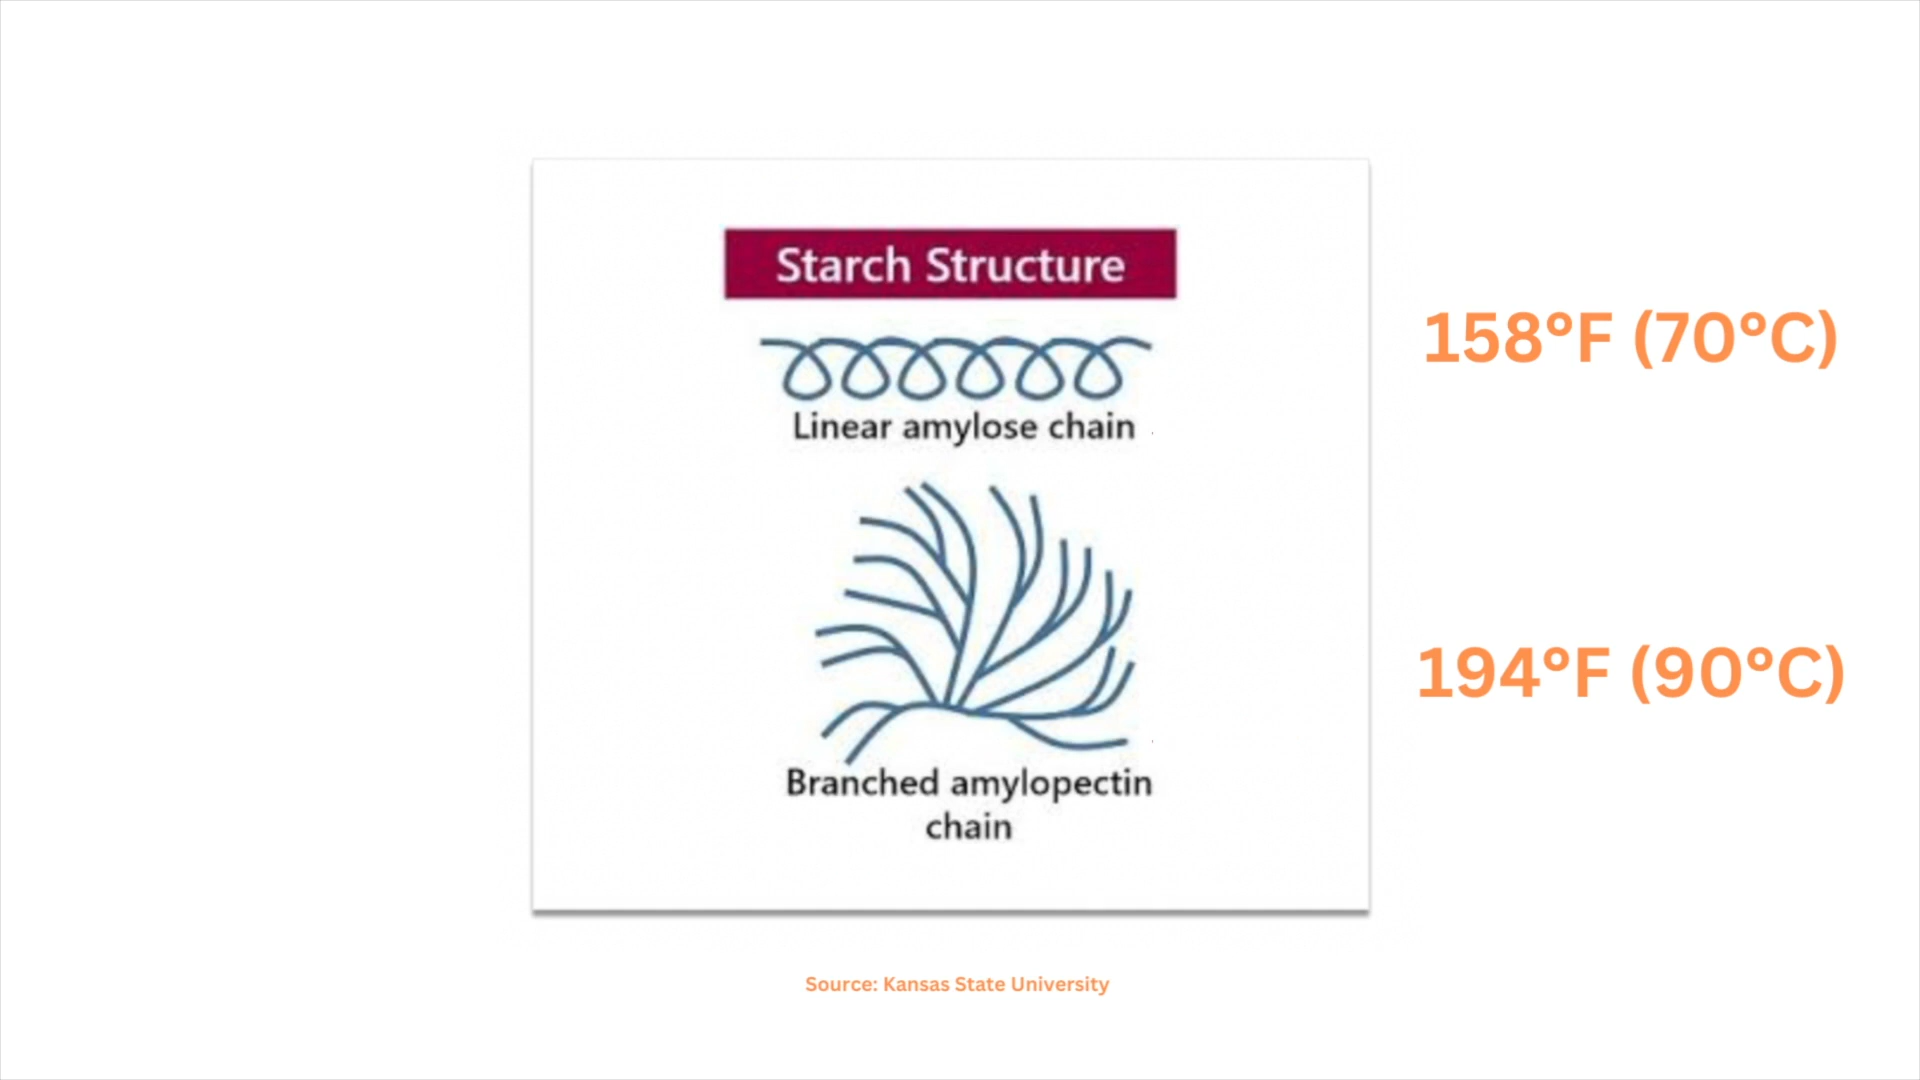 Starch Structure
158°F (70°C)
Linear amylose chain
194°F (90°C)
Branched amylopectin
chain
Source: Kansas State University